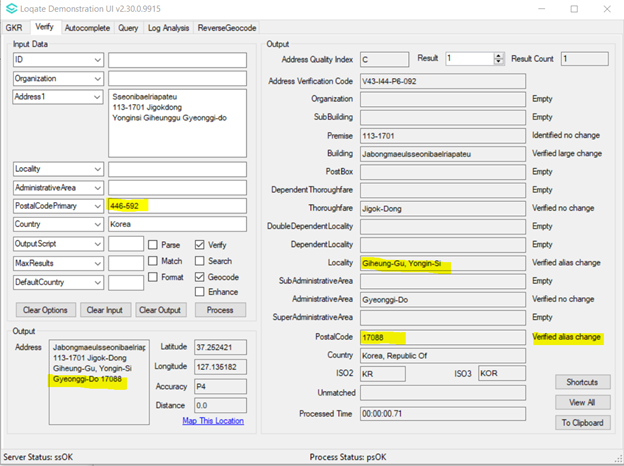 Loqate Demonstration UI v2.30.0.9915
GKR Verify Autocomplete Query Log Analysis ReverseGeocode
Input Data
ID
Organization
Address1
Sseonibaelriapateu
113-1701 Jigokdong
Yonginsi Giheunggu Gyeonggi-do
Locality
AdministrativeArea
PostalCodePrimary 446-592
Country Korea
OutputScript Parse Verify
MaxResults Match Search
DefaultCountry Format Geocode
Enhance
Clear Options Clear Input Clear Output Process
Output
Address
Jabongmaeulsseonibaelriap
113-1701 Jigok-Dong
Giheung-Gu, Yongin-Si
Gyeonggi-Do 17088
Latitude 37.252421
Longitude 127.135182
Accuracy P4
Distance 0.0
Map This Location
Output
Address Quality Index C Result 1 Result Count 1
Address Verification Code V43-I44-P6-092
Organization Empty
SubBuilding Empty
Premise 113-1701 Identified no change
Building Jabongmaeulsseonibaelriapateu Verified large change
PostBox Empty
DependentThoroughfare Empty
Thoroughfare Jigok-Dong Verified no change
DoubleDependentLocality Empty
DependentLocality Empty
Locality Giheung-Gu, Yongin-Si Verified alias change
SubAdministrativeArea Empty
AdministrativeArea Gyeonggi-Do Verified no change
SuperAdministrativeArea Empty
PostalCode 17088 Verified alias change
Country Korea, Republic Of
ISO2 KR ISO3 KOR
Unmatched
Processed Time 00:00:00.71
Shortcuts
View All
To Clipboard
Server Status: ssOK Process Status: psOK